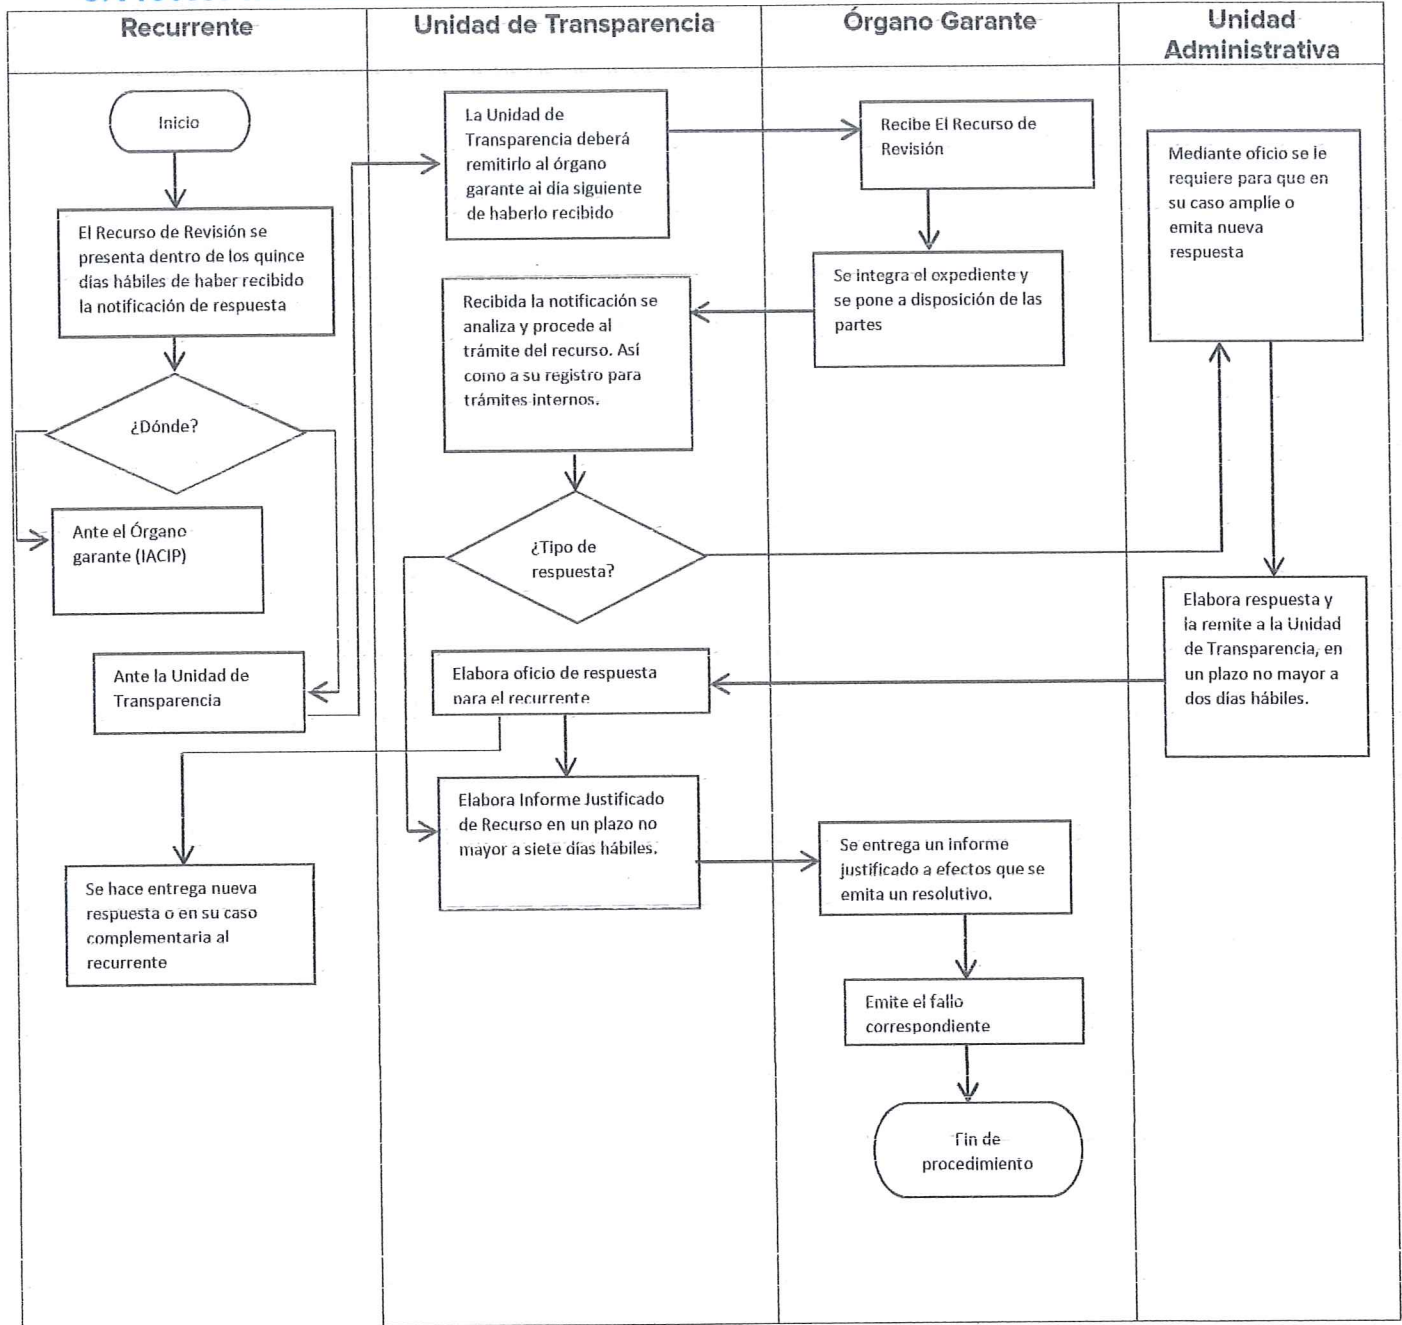 Recurrente
Unidad de Transparencia
Órgano Garante
Unidad
Administrativa
Inicio
El Recurso de Revisión se
presenta dentro de los quince
días hábiles de haber recibido
la notificación de respuesta
¿Dónde?
Ante el Órgano
garante (IACIP)
Ante la Unidad de
Transparencia
Se hace entrega nueva
respuesta o en su caso
complementaria al
recurrente
La Unidad de
Transparencia deberá
remitirlo al órgano
garante al día siguiente
de haberlo recibido
Recibida la notificación se
analiza y procede al
trámite del recurso. Así
como a su registro para
trámites internos.
¿Tipo de
respuesta?
Elabora oficio de respuesta
para el recurrente
Elabora Informe Justificado
de Recurso en un plazo no
mayor a siete días hábiles.
Recibe El Recurso de
Revisión
Se integra el expediente y
se pone a disposición de las
partes
Se entrega un informe
justificado a efectos que se
emita un resolutivo.
Emite el fallo
correspondiente
Fin de
procedimiento
Mediante oficio se le
requiere para que en
su caso amplíe o
emita nueva
respuesta
Elabora respuesta y
la remite a la Unidad
de Transparencia, en
un plazo no mayor a
dos días hábiles.